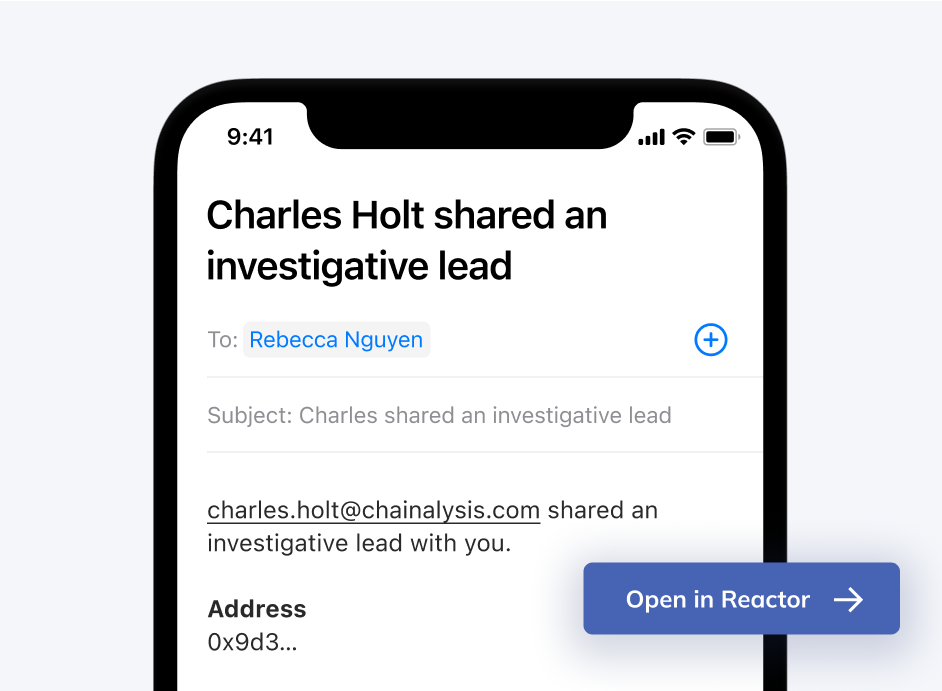 9:41
Charles Holt shared an
investigative lead
To: Rebecca Nguyen
Subject: Charles shared an investigative lead
charles.holt@chainalysis.com shared an
investigative lead with you.
Address
0x9d3...
Open in Reactor